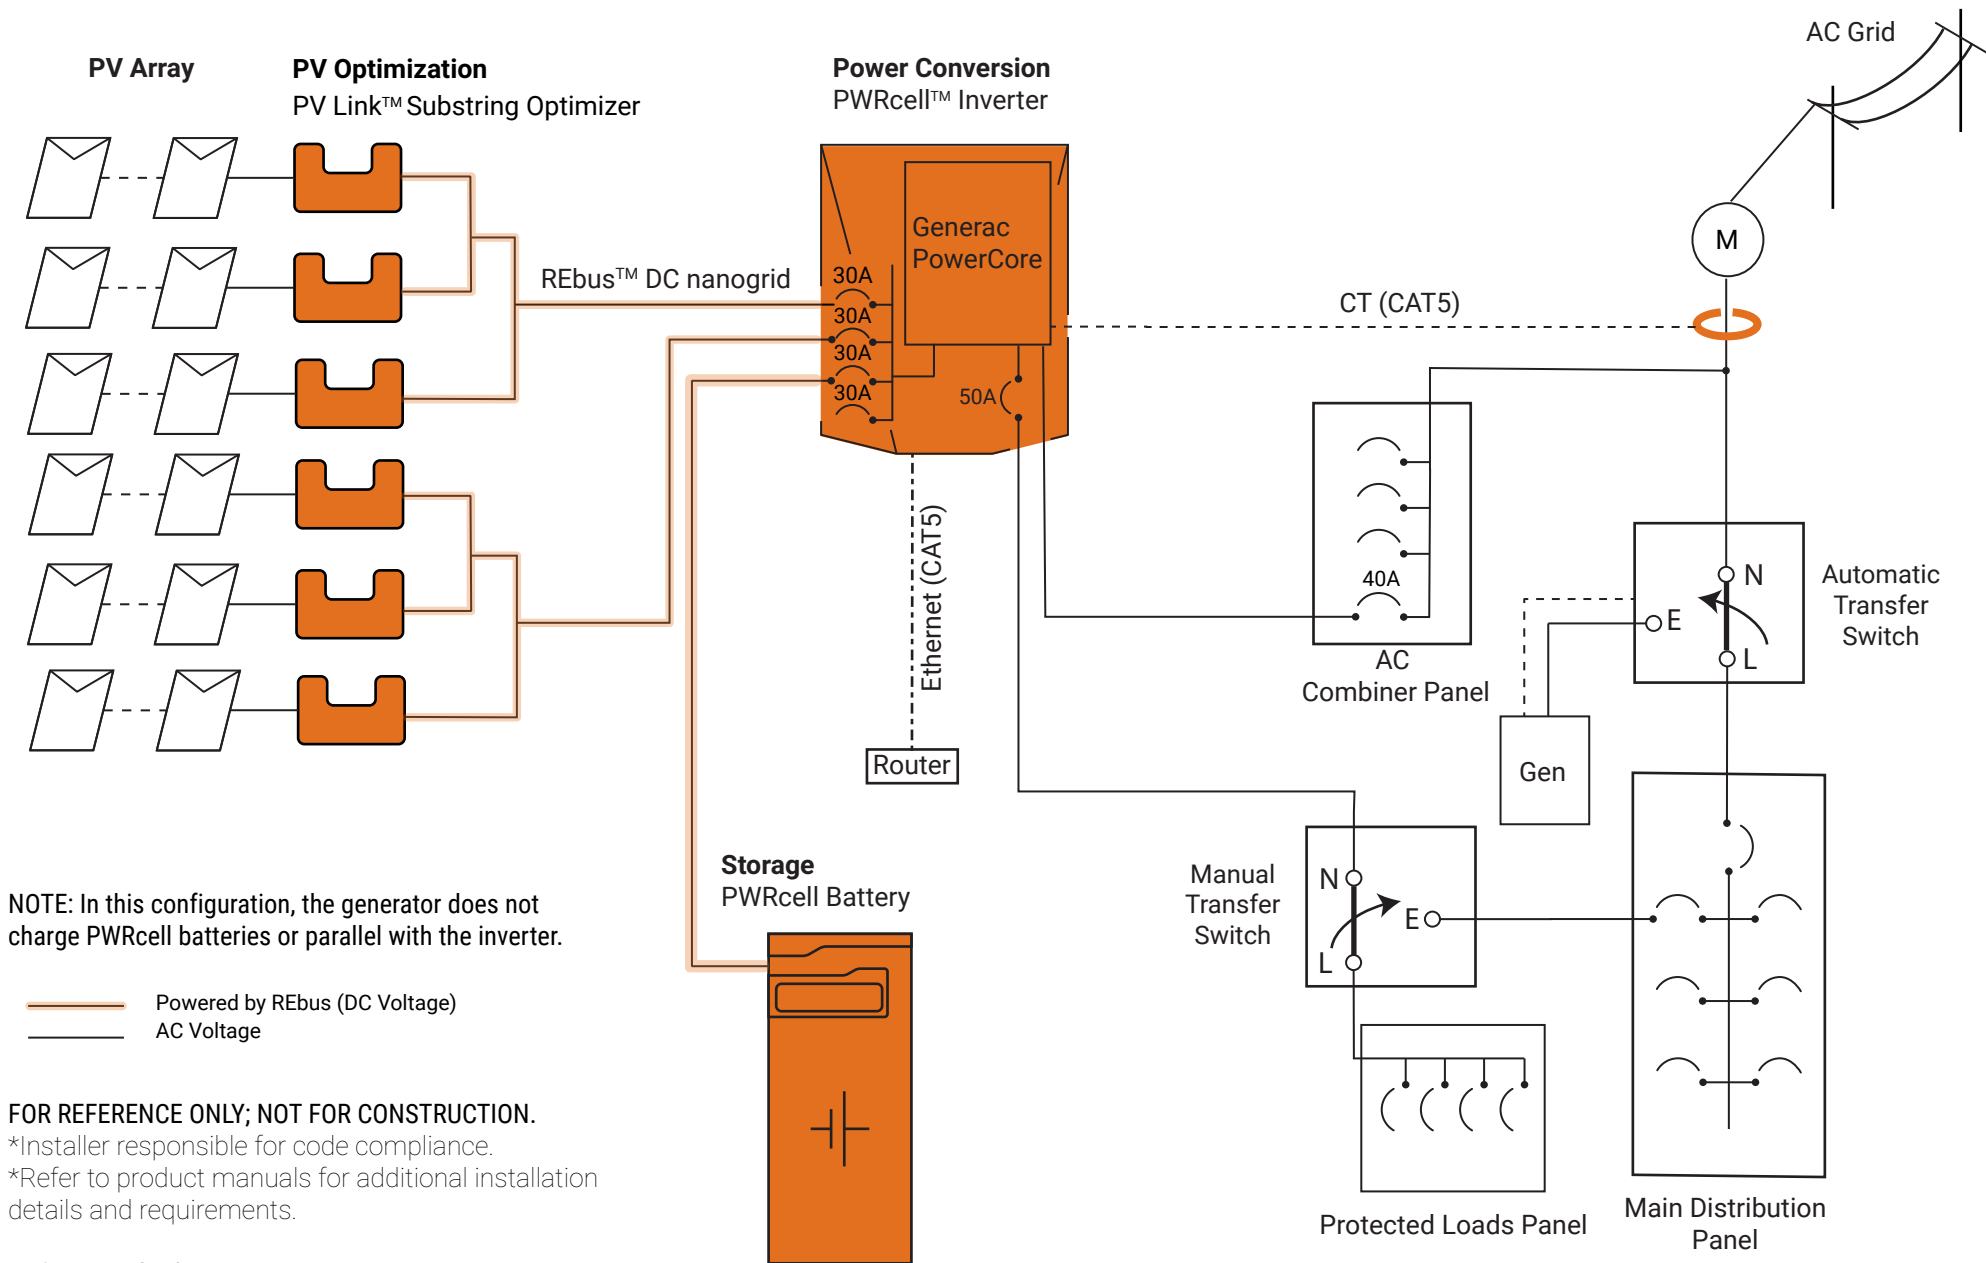 PV Array
PV Optimization
PV Link™ Substring Optimizer
Power Conversion
PWRcell™ Inverter
AC Grid
Generac
PowerCore
M
REbus™ DC nanogrid
30A
30A
30A
30A
50A
CT (CAT5)
Ethernet (CAT5)
Router
40A
AC
Combiner Panel
N
E
L
Automatic
Transfer
Switch
Gen
Storage
PWRcell Battery
Manual
Transfer
Switch
N
E
L
Protected Loads Panel
Main Distribution
Panel
NOTE: In this configuration, the generator does not
charge PWRcell batteries or parallel with the inverter.
Powered by REbus (DC Voltage)
AC Voltage
FOR REFERENCE ONLY; NOT FOR CONSTRUCTION.
*Installer responsible for code compliance.
*Refer to product manuals for additional installation
details and requirements.